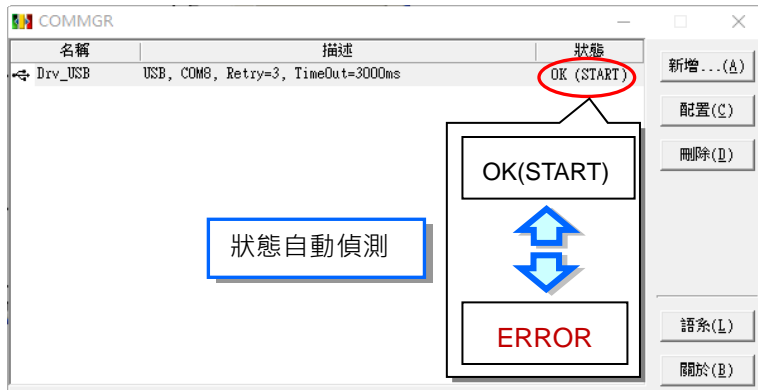 COMMGR
名稱 描述 狀態
Drv_USB USB, COM8, Retry=3, TimeOut=3000ms OK (START)
新增...(A)
配置(C)
刪除(D)
OK(START)
狀態自動偵測
ERROR
語系(L)
關於(B)